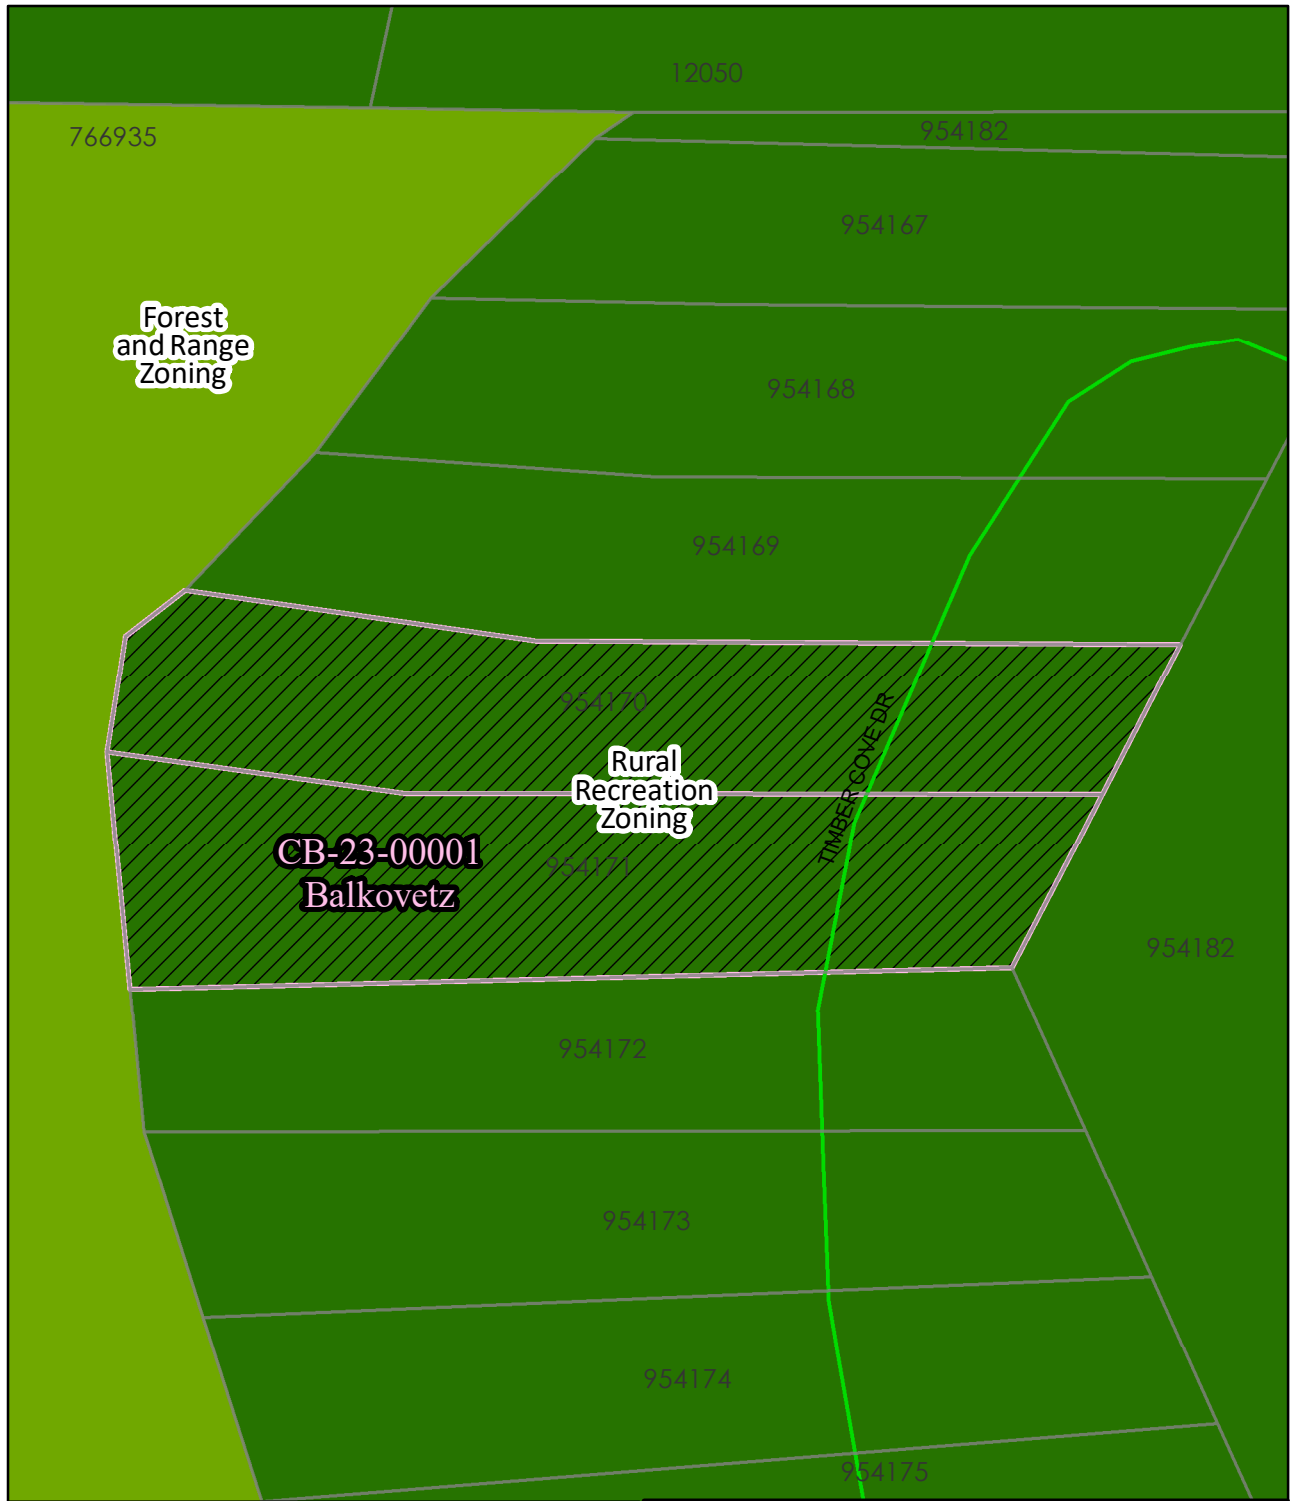 12050
954182
766935
954167
Forest
and Range
Zoning
954168
954169
954170
TIMBER COVE DR
Rural
Recreation
Zoning
CB-23-00001
Balkovetz
954171
954182
954172
954173
954174
954175